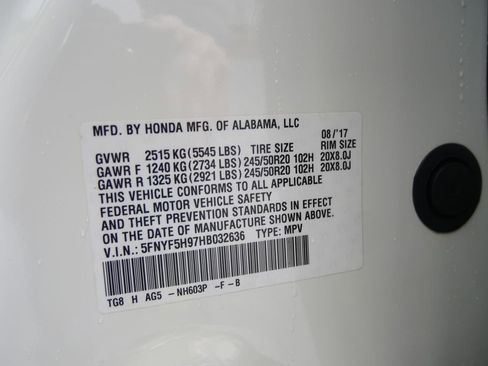 MFD. BY HONDA MFG. OF ALABAMA, LLC
08/'17
GVWR 2515 KG (5545 LBS) TIRE SIZE RIM SIZE
GAWR F 1240 KG (2734 LBS) 245/50R20 102H 20X8.0J
GAWR R 1325 KG (2921 LBS) 245/50R20 102H 20X8.0J
THIS VEHICLE CONFORMS TO ALL APPLICABLE
FEDERAL MOTOR VEHICLE SAFETY
AND THEFT PREVENTION STANDARDS IN EFFECT
ON THE DATE OF MANUFACTURE SHOWN ABOVE.
V.I.N.: 5FNYF5H97HB032636 TYPE: MPV
TG8 H AG5 -NH603P -F-B